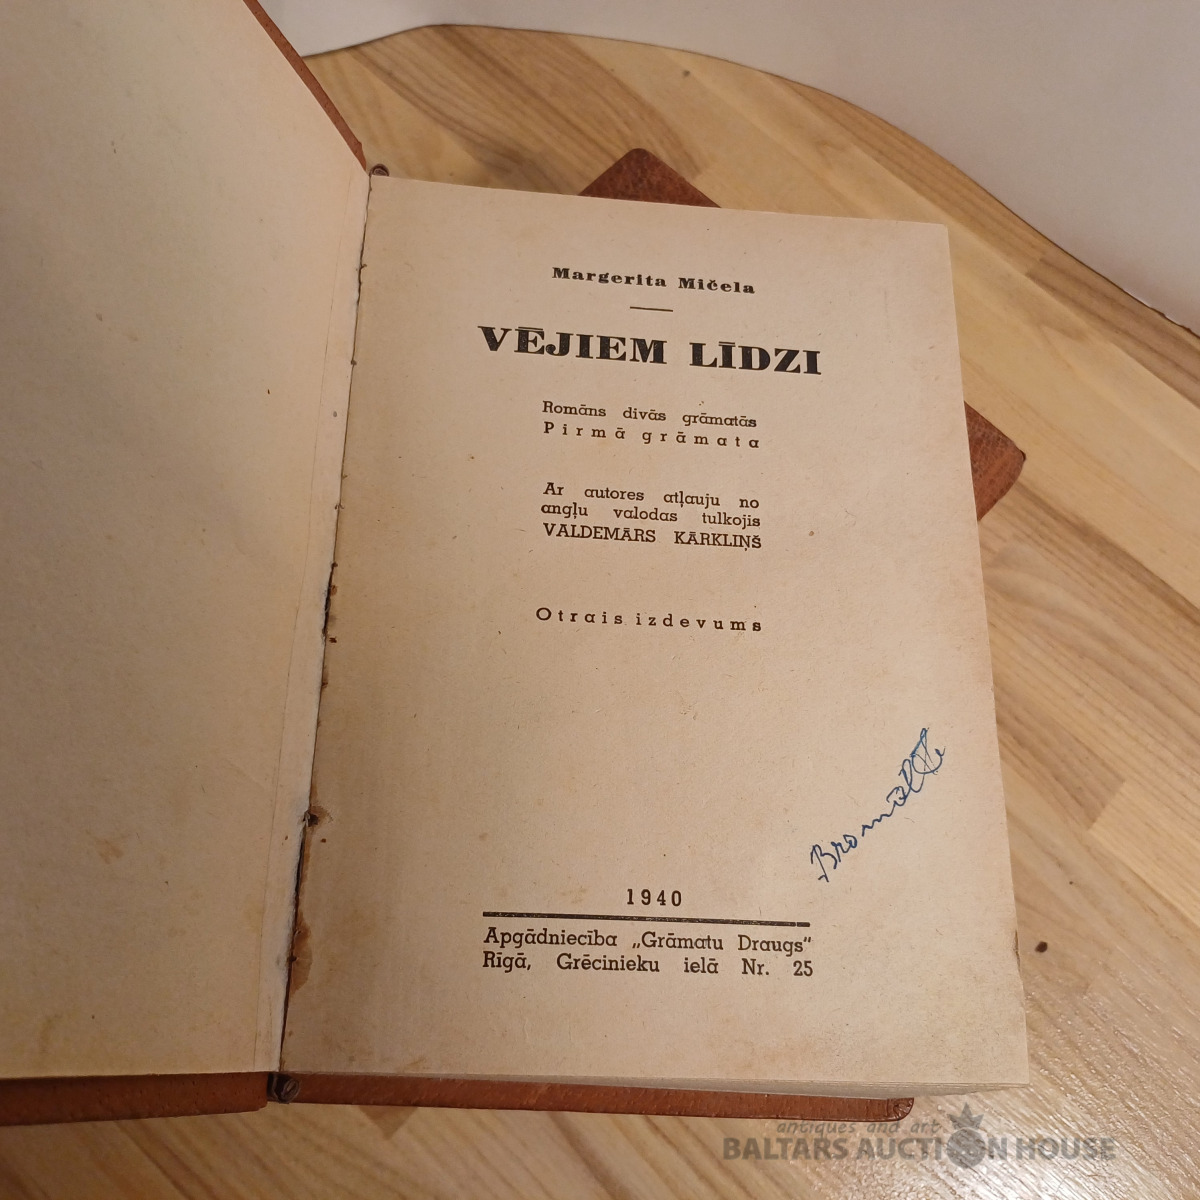 Margerita Mičela
VĒJIEM LĪDZI
Romāns divās grāmatās
Pirmā grāmata
Ar autores atļauju no
angļu valodas tulkojis
VALDEMĀRS KĀRKLIŅŠ
Otrais izdevums
1940
Apgādniecība „Grāmatu Draugs"
Rīgā, Grēcinieku ielā Nr. 25
antiques and art
BALTARS AUCTION HOUSE